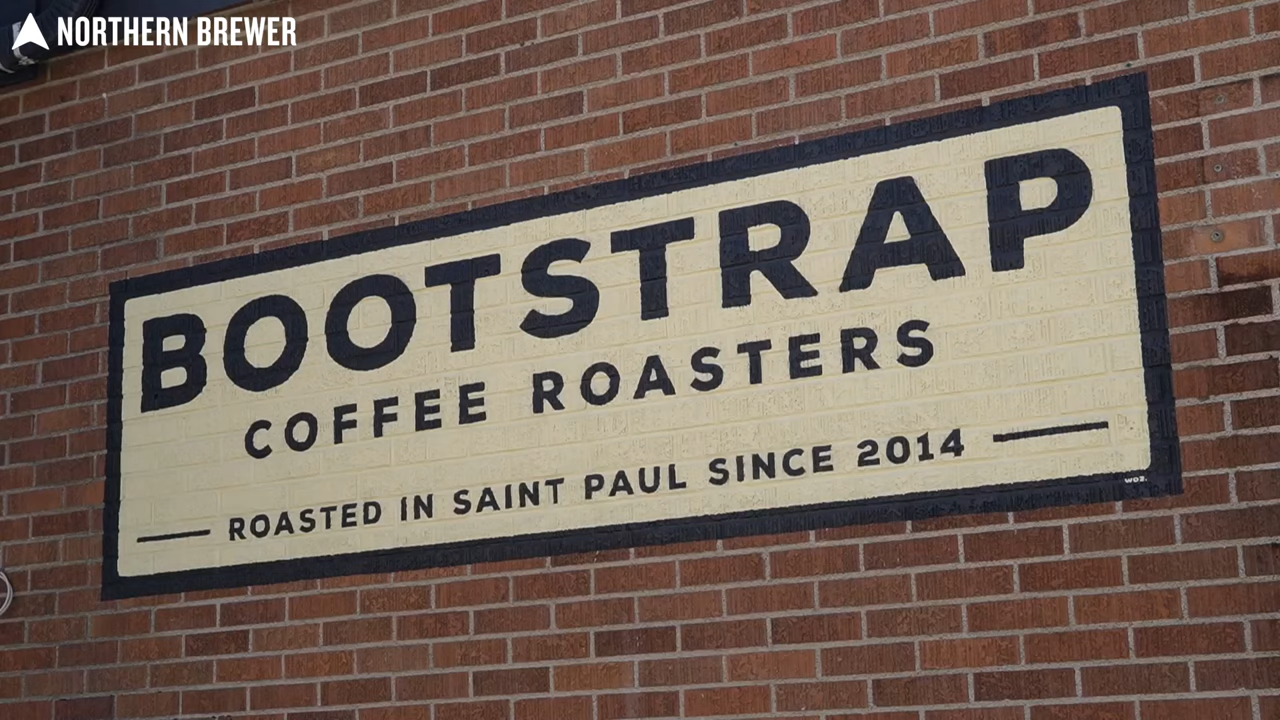 NORTHERN BREWER
BOOTSTRAP
COFFEE ROASTERS
ROASTED IN SAINT PAUL SINCE 2014